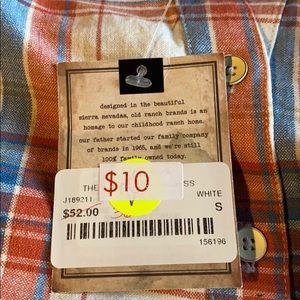 designed in the beautiful
sierra nevadas, old ranch brands is an
homage to our childhood ranch home.
our father started our family company
of brands in 1965, and we're still
100% family owned today.
THE
$10
SS
J189211
WHITE
$52.00
S
156196